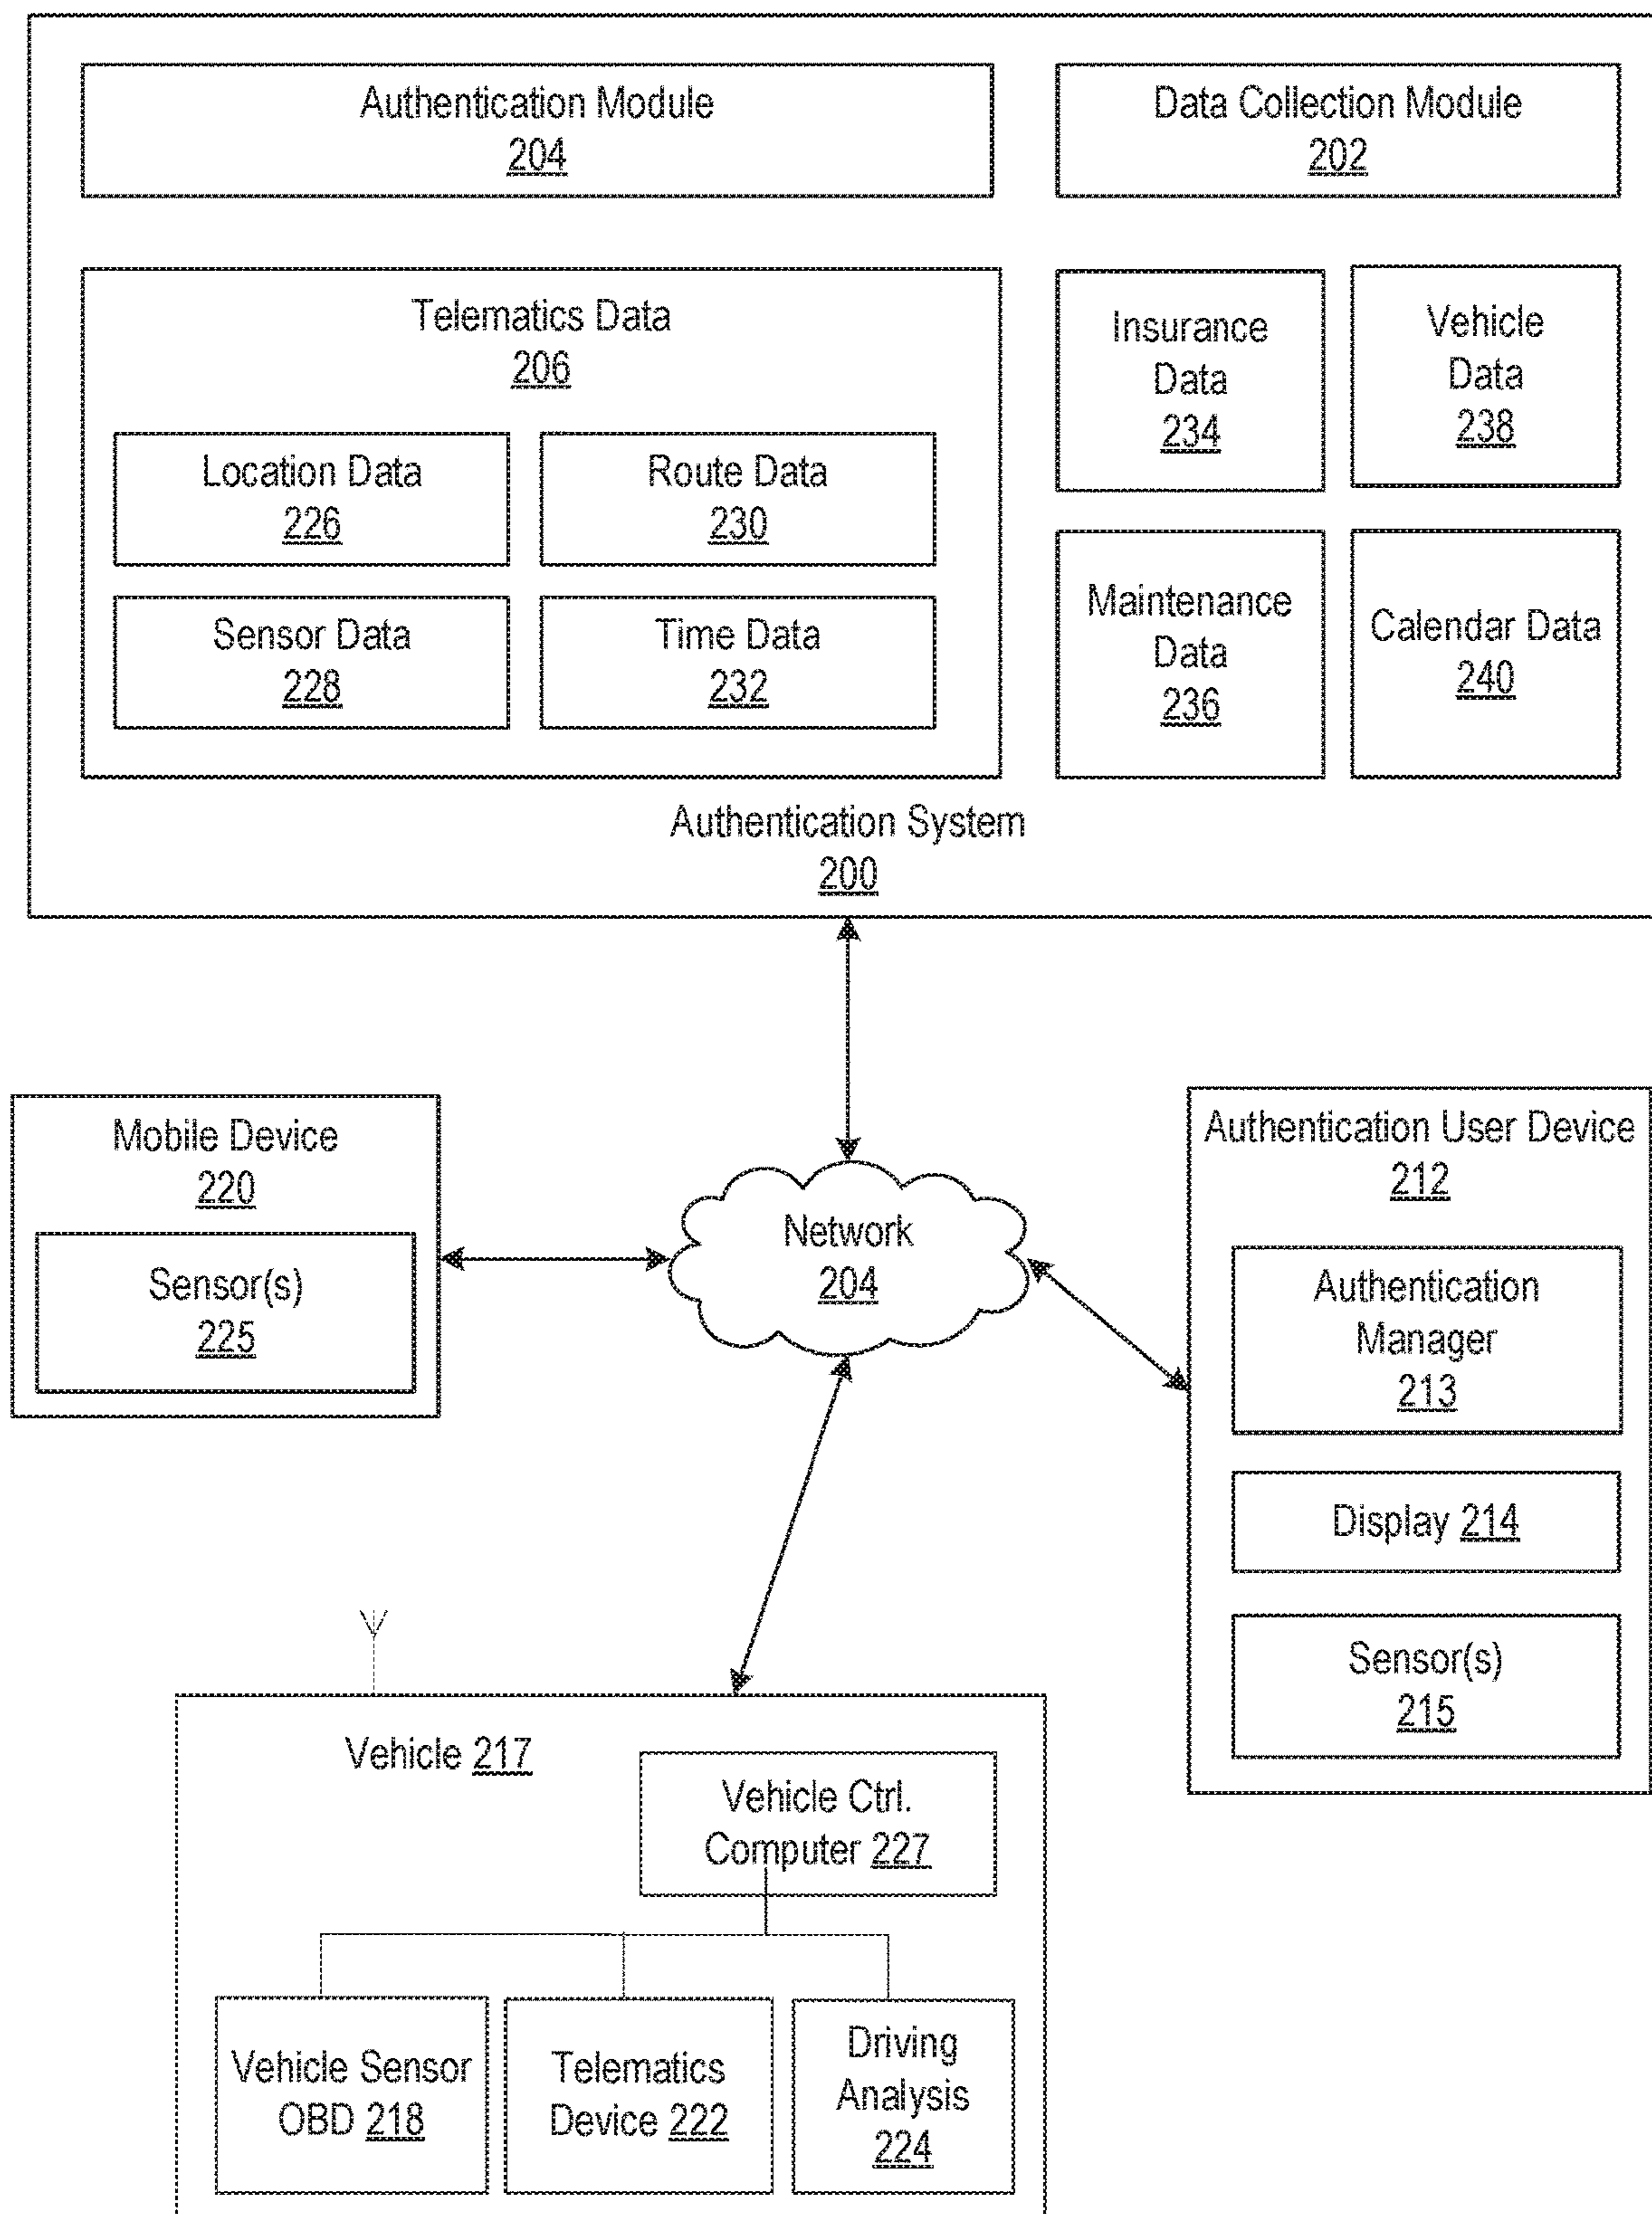 Authentication Module
204
Data Collection Module
202
Telematics Data
206
Location Data
226
Route Data
230
Sensor Data
228
Time Data
232
Insurance
Data
234
Vehicle
Data
238
Maintenance
Data
236
Calendar Data
240
Authentication System
200
Mobile Device
220
Sensor(s)
225
Network
204
Authentication User Device
212
Authentication
Manager
213
Display 214
Sensor(s)
215
Vehicle 217
Vehicle Ctrl.
Computer 227
Vehicle Sensor
OBD 218
Telematics
Device 222
Driving
Analysis
224